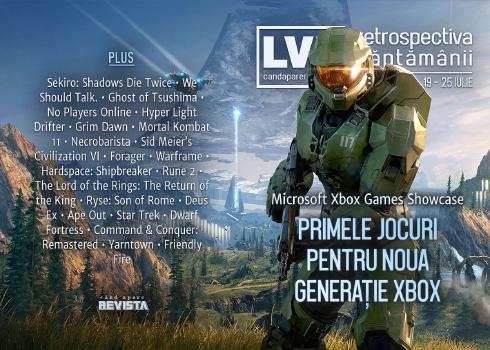 PLUS
Sekiro: Shadows Die Twice • We
Should Talk. • Ghost of Tsushima •
No Players Online • Hyper Light
Drifter • Grim Dawn • Mortal Kombat
11 • Necrobarista • Sid Meier's
Civilization VI • Forager • Warframe •
Hardspace: Shipbreaker • Rune 2 •
The Lord of the Rings: The Return of
the King • Ryse: Son of Rome • Deus
Ex • Ape Out • Star Trek • Dwarf
Fortress • Command & Conquer:
Remastered • Yarntown • Friendly
Fire
când apare
REVISTA
LV
candapare
etrospectiva
ăptămânii
19 - 25 IULIE
117
Microsoft Xbox Games Showcase
PRIMELE JOCURI
PENTRU NOUA
GENERAȚIE XBOX